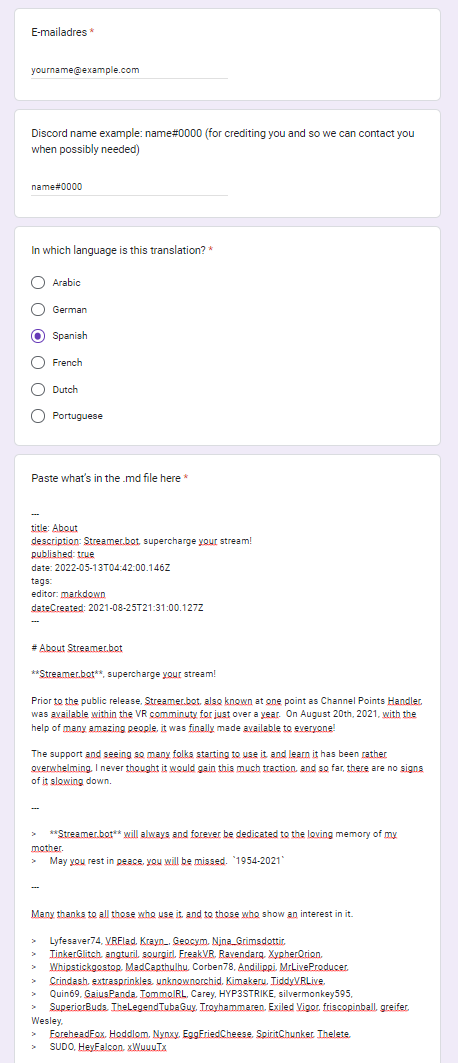 E-mailadres *
yourname@example.com
Discord name example: name#0000 (for crediting you and so we can contact you
when possibly needed)
name#0000
In which language is this translation? *
Arabic
German
Spanish
French
Dutch
Portuguese
Paste what's in the .md file here *
---
title: About
description: Streamer.bot, supercharge your stream!
published: true
date: 2022-05-13T04:42:00.146Z
tags:
editor: markdown
dateCreated: 2021-08-25T21:31:00.127Z
---
# About Streamer.bot
**Streamer.bot**, supercharge your stream!
Prior to the public release, Streamer.bot, also known at one point as Channel Points Handler,
was available within the VR comminuty for just over a year.  On August 20th, 2021, with the
help of many amazing people, it was finally made available to everyone!
The support and seeing so many folks starting to use it, and learn it has been rather
overwhelming, I never thought it would gain this much traction, and so far, there are no signs
of it slowing down.
---
> **Streamer.bot** will always and forever be dedicated to the loving memory of my
mother.
> May you rest in peace, you will be missed.  `1954-2021`
---
Many thanks to all those who use it, and to those who show an interest in it.
> Lyfesaver74, VRFlad, Krayn_, Geocym, Njna_Grimsdottir,
> TinkerGlitch, angturil, sourgirl, FreakVR, Ravendarq, XypherOrion,
> Whipstickgostop, MadCapthulhu, Corben78, Andilippi, MrLiveProducer,
> Crindash, extrasprinkles, unknownorchid, Kimakeru, TiddyVRLive,
> Quin69, GaiusPanda, TommolRL, Carey, HYP3STRIKE, silvermonkey595,
> SuperiorBuds, TheLegendTubaGuy, Troyhammaren, Exiled Vigor, friscopinball, greifer,
Wesley,
> ForeheadFox, Hoddlom, Nynxy, EggFriedCheese, SpiritChunker, Thelete,
> SUDO, HeyFalcon, xWuuuTx